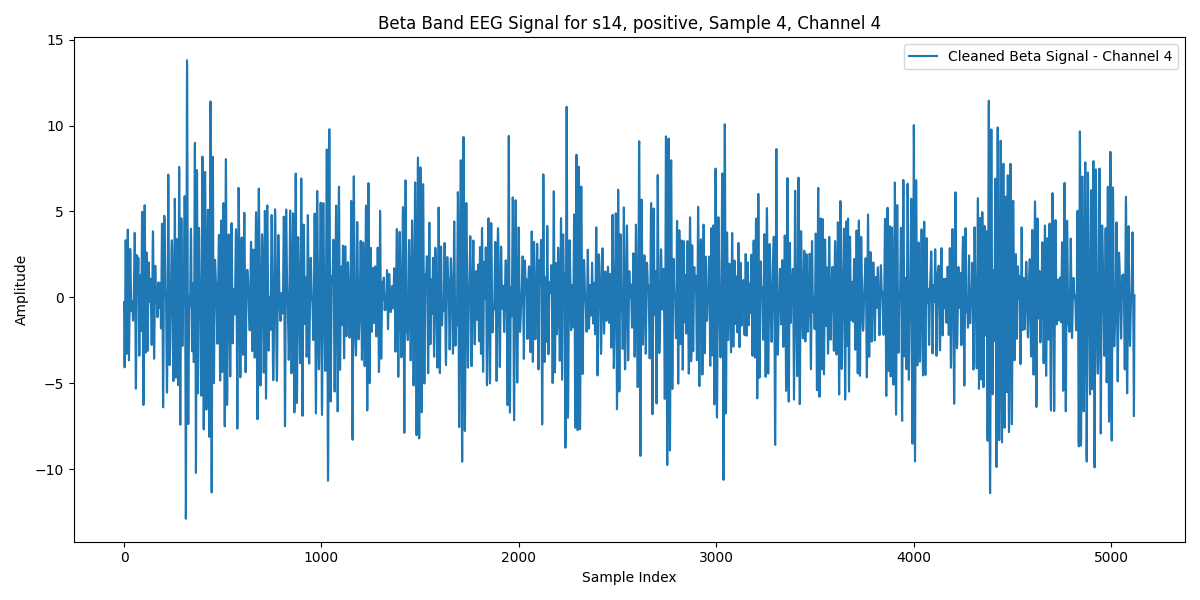 Beta Band EEG Signal for s14, positive, Sample 4, Channel 4
Cleaned Beta Signal - Channel 4
Amplitude
15
10
5
0
−5
−10
0 1000 2000 3000 4000 5000
Sample Index